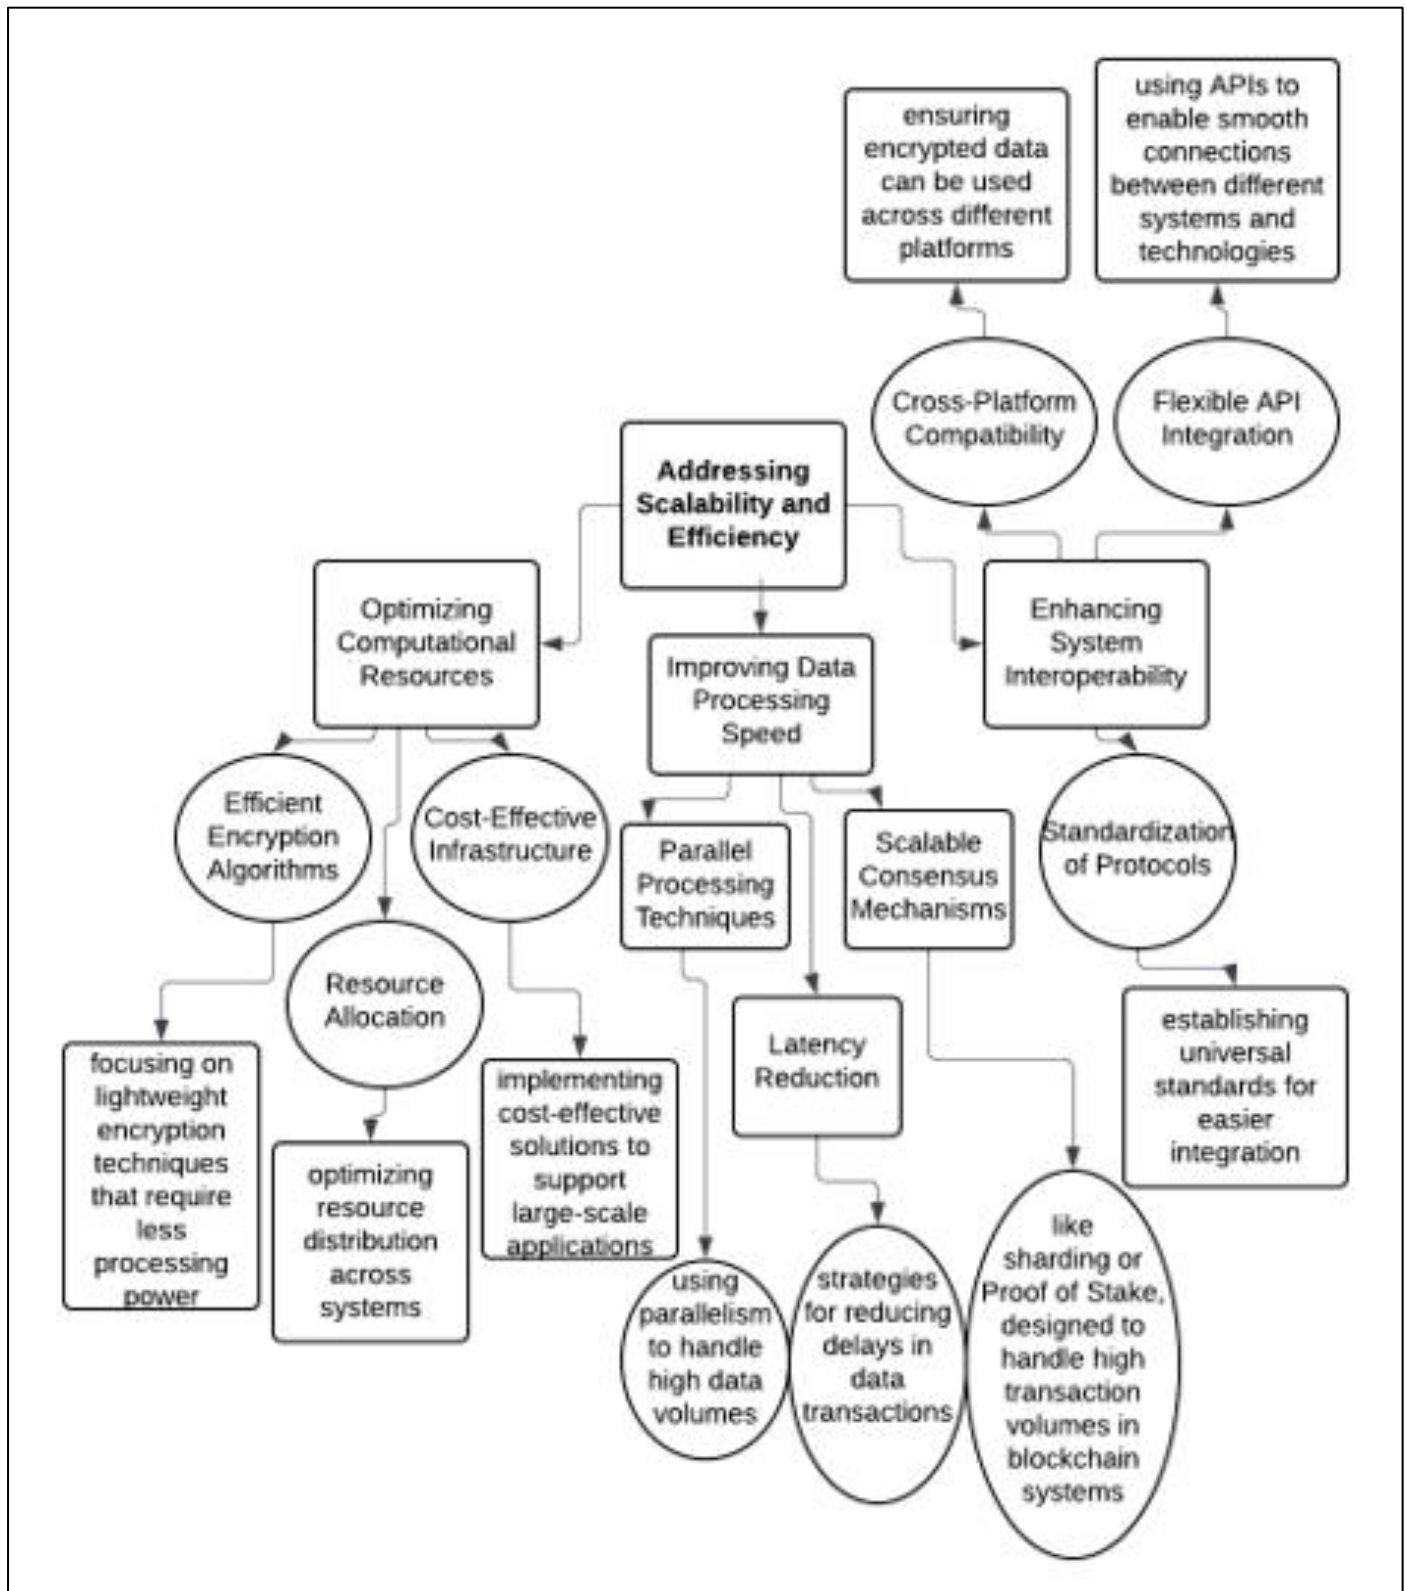 using APIs to
enable smooth
connections
between different
systems and
technologies
ensuring
encrypted data
can be used
across different
platforms
Cross-Platform
Compatibility
Flexible API
Integration
Addressing
Scalability and
Efficiency
Optimizing
Computational
Resources
Improving Data
Processing
Speed
Enhancing
System
Interoperability
Efficient
Encryption
Algorithms
Cost-Effective
Infrastructure
Parallel
Processing
Techniques
Scalable
Consensus
Mechanisms
Standardization
of Protocols
Resource
Allocation
Latency
Reduction
establishing
universal
standards for
easier
integration
focusing on
lightweight
encryption
techniques
that require
less
processing
power
optimizing
resource
distribution
across
systems
implementing
cost-effective
solutions to
support
large-scale
applications
using
parallelism
to handle
high data
volumes
strategies
for reducing
delays in
data
transactions
like
sharding or
Proof of Stake,
designed to
handle high
transaction
volumes in
blockchain
systems